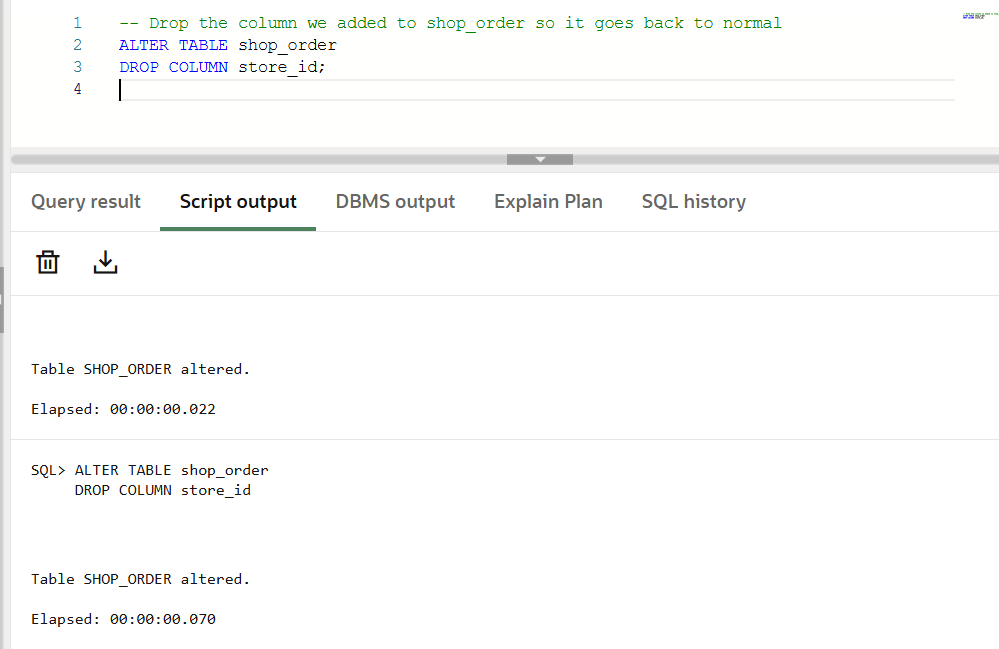 1 -- Drop the column we added to shop_order so it goes back to normal
2 ALTER TABLE shop_order
3 DROP COLUMN store_id;
4
Query result Script output DBMS output Explain Plan SQL history
Table SHOP_ORDER altered.
Elapsed: 00:00:00.022
SQL> ALTER TABLE shop_order
DROP COLUMN store_id
Table SHOP_ORDER altered.
Elapsed: 00:00:00.070